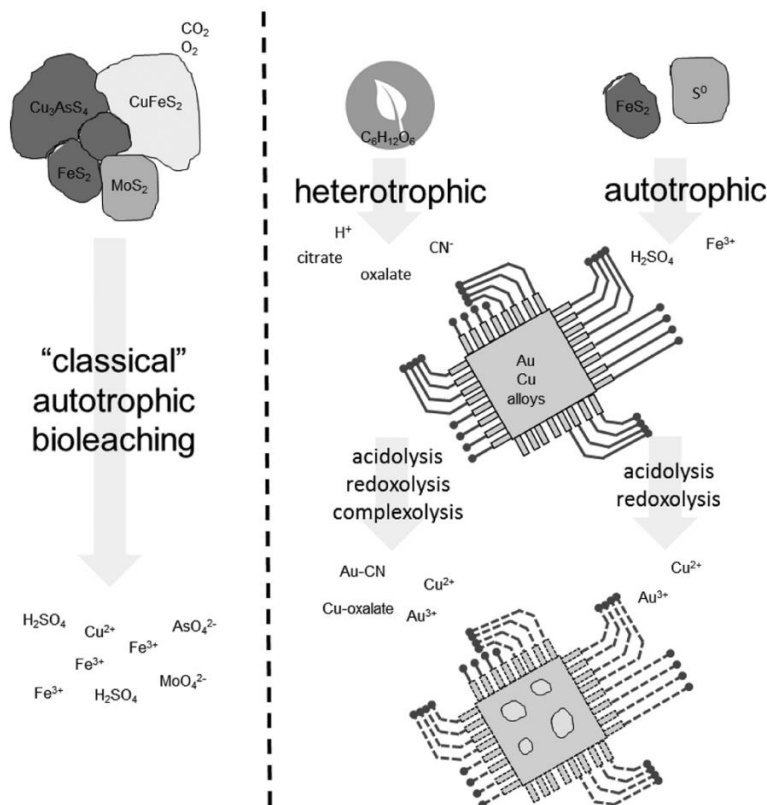 CO₂
O₂
Cu₃AsS₄
CuFeS₂
FeS₂
MoS₂
"classical"
autotrophic
bioleaching
H₂SO₄
Cu²⁺
Fe³⁺
AsO₄²⁻
Fe³⁺
Fe³⁺
H₂SO₄
MoO₄²⁻
C₆H₁₂O₆
heterotrophic
H⁺
citrate
oxalate
CN⁻
FeS₂
S⁰
autotrophic
H₂SO₄
Fe³⁺
Au
Cu
alloys
acidolysis
redoxolysis
complexolysis
acidolysis
redoxolysis
Au-CN
Cu²⁺
Cu-oxalate
Au³⁺
Cu²⁺
Au³⁺